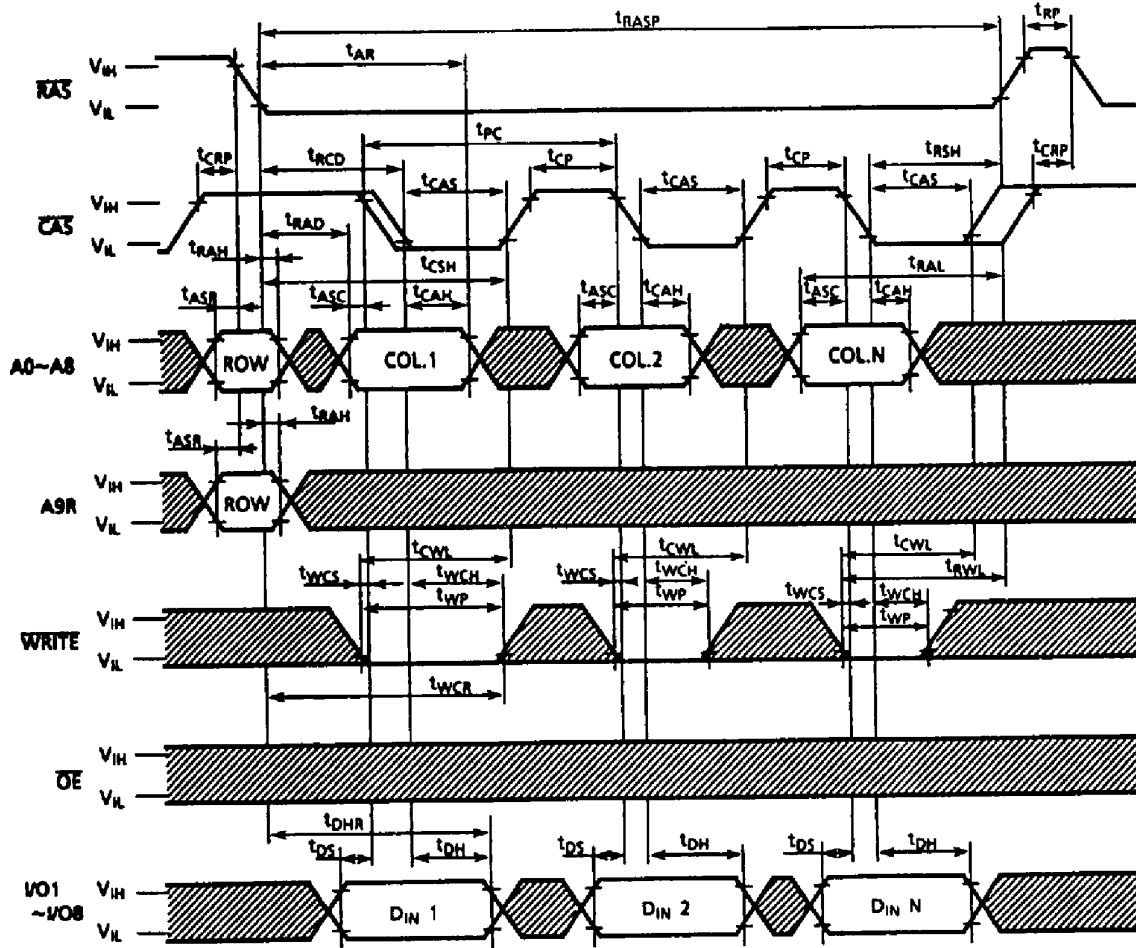 tRASP tRP
tAR
VIH
RAS
VIL
tPC
tCRP tRCD tCP tCP tRSH tCRP
tCAS tCAS tCAS
VIH
CAS
VIL
tRAD
tRAH tCSH tRAL
tASR tASC tCAH tASC tCAH tASC tCAH
VIH
A0~A8 ROW COL.1 COL.2 COL.N
VIL
tRAH
tASR
VIH
A9R ROW
VIL
tCWL tCWL tCWL
tWCS tWCH tWCS tWCH tRWL
tWP tWP tWCS tWCH
tWP
VIH
WRITE
VIL
tWCR
VIH
OE
VIL
tDHR
tDS tDH tDS tDH tDS tDH
I/O1 VIH
~I/O8 DIN 1 DIN 2 DIN N
VIL